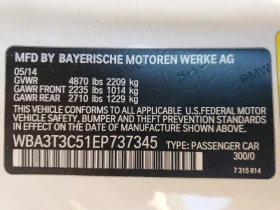 MFD BY BAYERISCHE MOTOREN WERKE AG
05/14
GVWR 4870 lbs 2209 kg
GAWR FRONT 2235 lbs 1014 kg
GAWR REAR 2710 lbs 1229 kg
THIS VEHICLE CONFORMS TO ALL APPLICABLE U.S. FEDERAL MOTOR
VEHICLE SAFETY, BUMPER AND THEFT PREVENTION STANDARDS IN
EFFECT ON THE DATE OF MANUFACTURE SHOWN ABOVE.
WBA3T3C51EP737345 TYPE: PASSENGER CAR
300/0
7 315 814